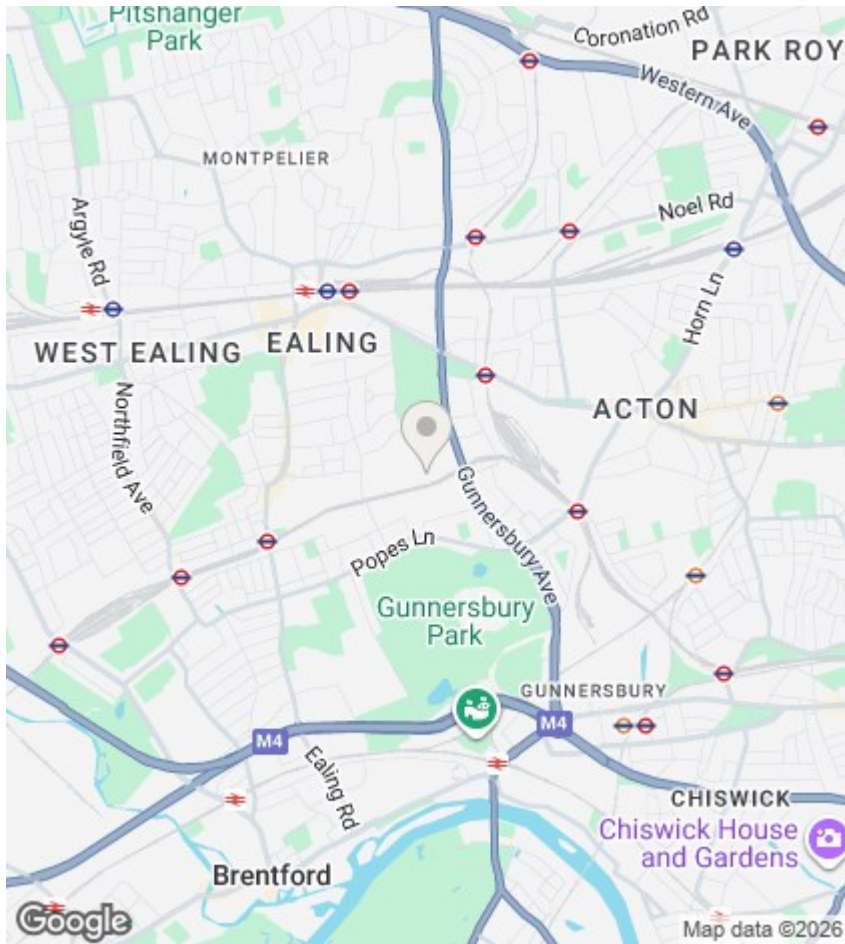 Pitshanger
Park
Coronation Rd
PARK ROY
Western Ave
MONTPELIER
Argyle Rd
Noel Rd
Horn Ln
WEST EALING
EALING
ACTON
Northfield Ave
Gunnersbury Ave
Popes Ln
Gunnersbury
Park
GUNNERSBURY
M4
M4
Ealing Rd
CHISWICK
Chiswick House
and Gardens
Brentford
Google
Map data ©2026